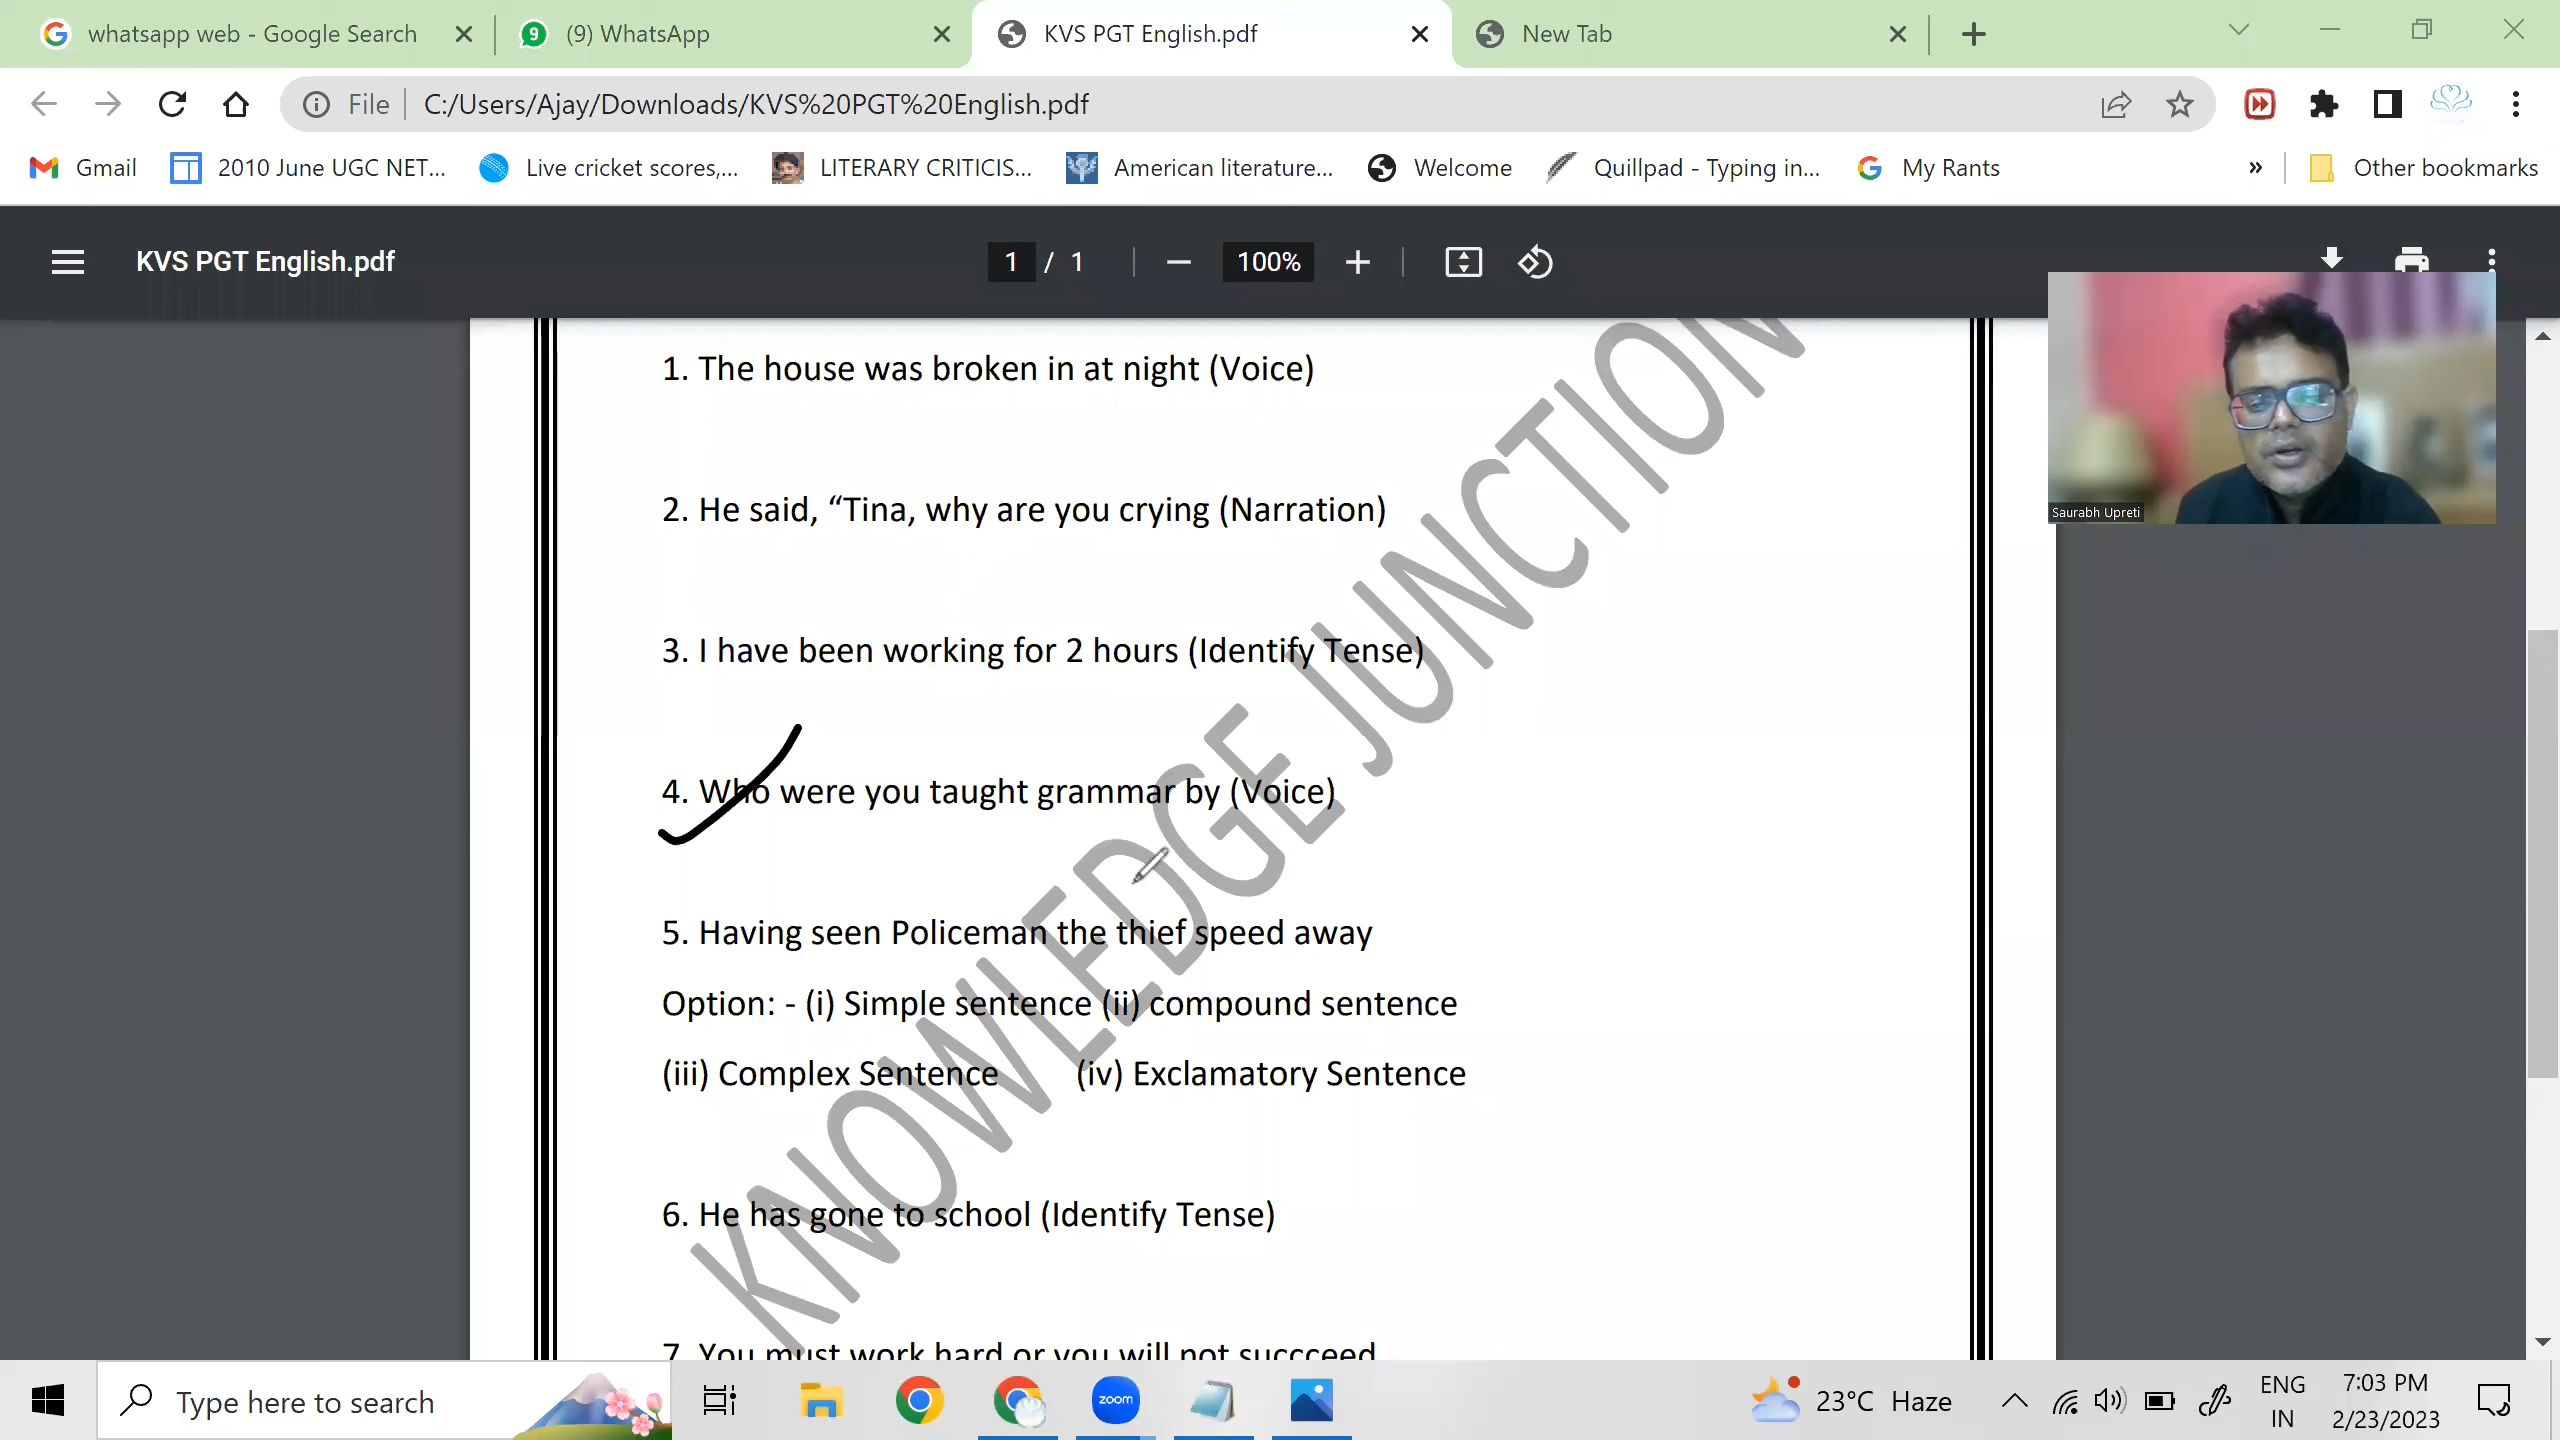 whatsapp web - Google Search
9
(9) WhatsApp
KVS PGT English.pdf
New Tab
File
C:/Users/Ajay/Downloads/KVS%20PGT%20English.pdf
Gmail
2010 June UGC NET...
Live cricket scores,...
LITERARY CRITICIS...
American literature...
Welcome
Quillpad - Typing in...
My Rants
»
Other bookmarks
KVS PGT English.pdf
1 / 1
100%
1. The house was broken in at night (Voice)
2. He said, “Tina, why are you crying (Narration)
3. I have been working for 2 hours (Identify Tense)
4. Who were you taught grammar by (Voice)
5. Having seen Policeman the thief speed away
Option: - (i) Simple sentence (ii) compound sentence
(iii) Complex Sentence (iv) Exclamatory Sentence
6. He has gone to school (Identify Tense)
7. You must work hard or you will not succceed
KNOWLEDGE JUNCTION
Saurabh Upreti
Type here to search
zoom
23°C Haze
ENG
IN
7:03 PM
2/23/2023